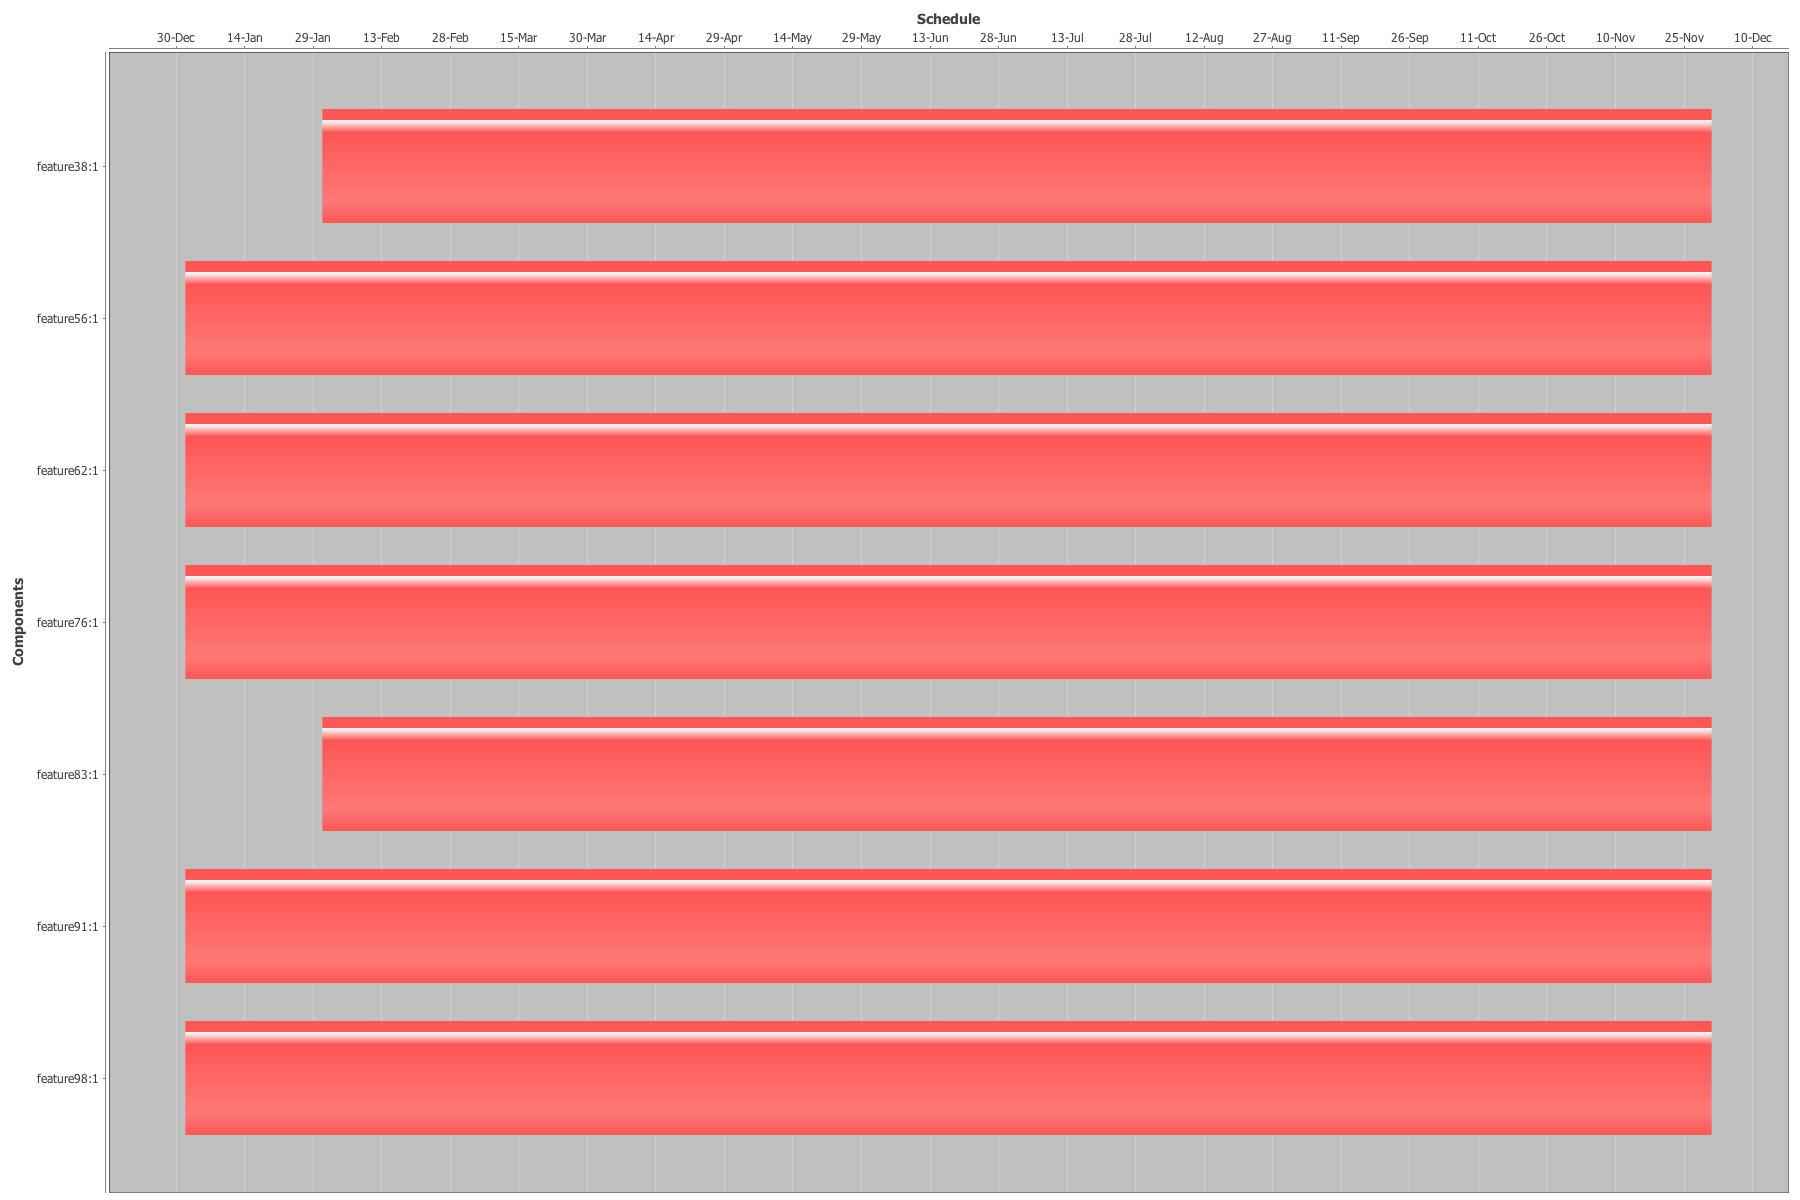 Schedule
30-Dec 14-Jan 29-Jan 13-Feb 28-Feb 15-Mar 30-Mar 14-Apr 29-Apr 14-May 29-May 13-Jun 28-Jun 13-Jul 28-Jul 12-Aug 27-Aug 11-Sep 26-Sep 11-Oct 26-Oct 10-Nov 25-Nov 10-Dec
Components
feature38:1
feature56:1
feature62:1
feature76:1
feature83:1
feature91:1
feature98:1